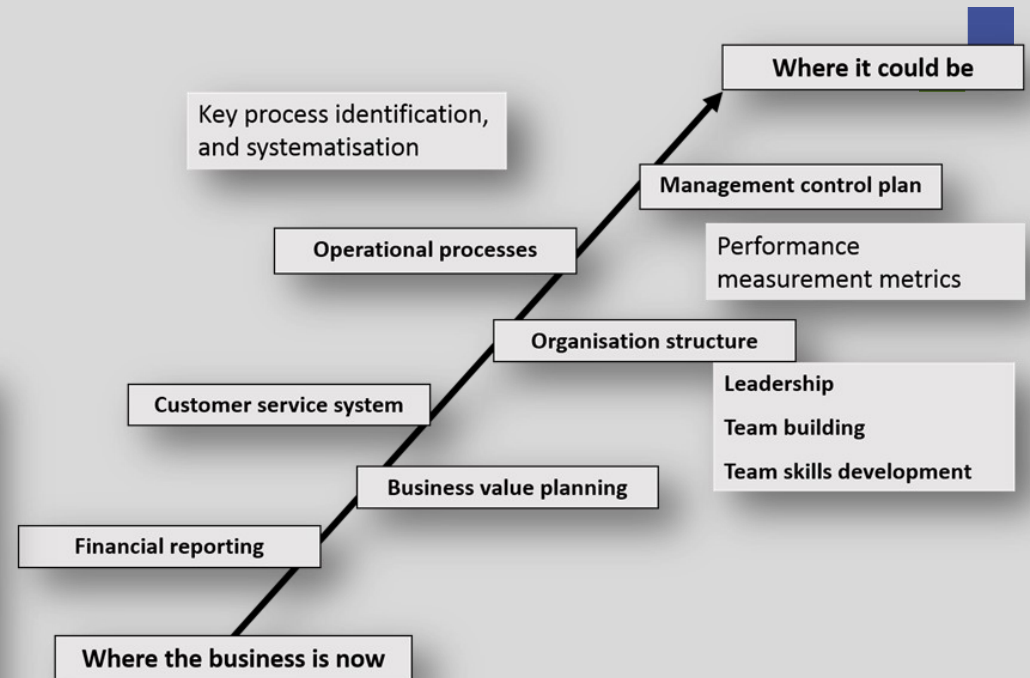 Where it could be
Key process identification,
and systematisation
Management control plan
Operational processes
Performance
measurement metrics
Organisation structure
Leadership
Customer service system
Team building
Team skills development
Business value planning
Financial reporting
Where the business is now